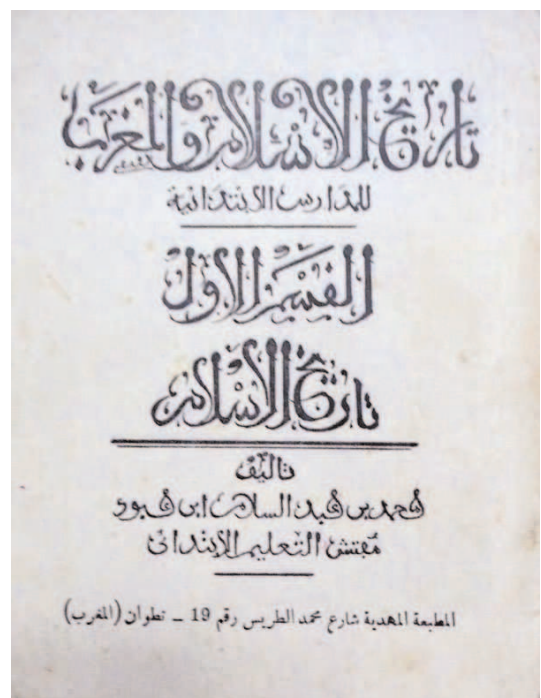 تاريخ الإسلام والمغرب
للمدارس الابتدائية
القسم الأول
تاريخ الإسلام
تاليف
محمد بن عبد السلام ابن عبود
مفتش التعليم الابتدائي
المطبعة المهدية شارع محمد الطريس رقم 19 – تطوان (المغرب)